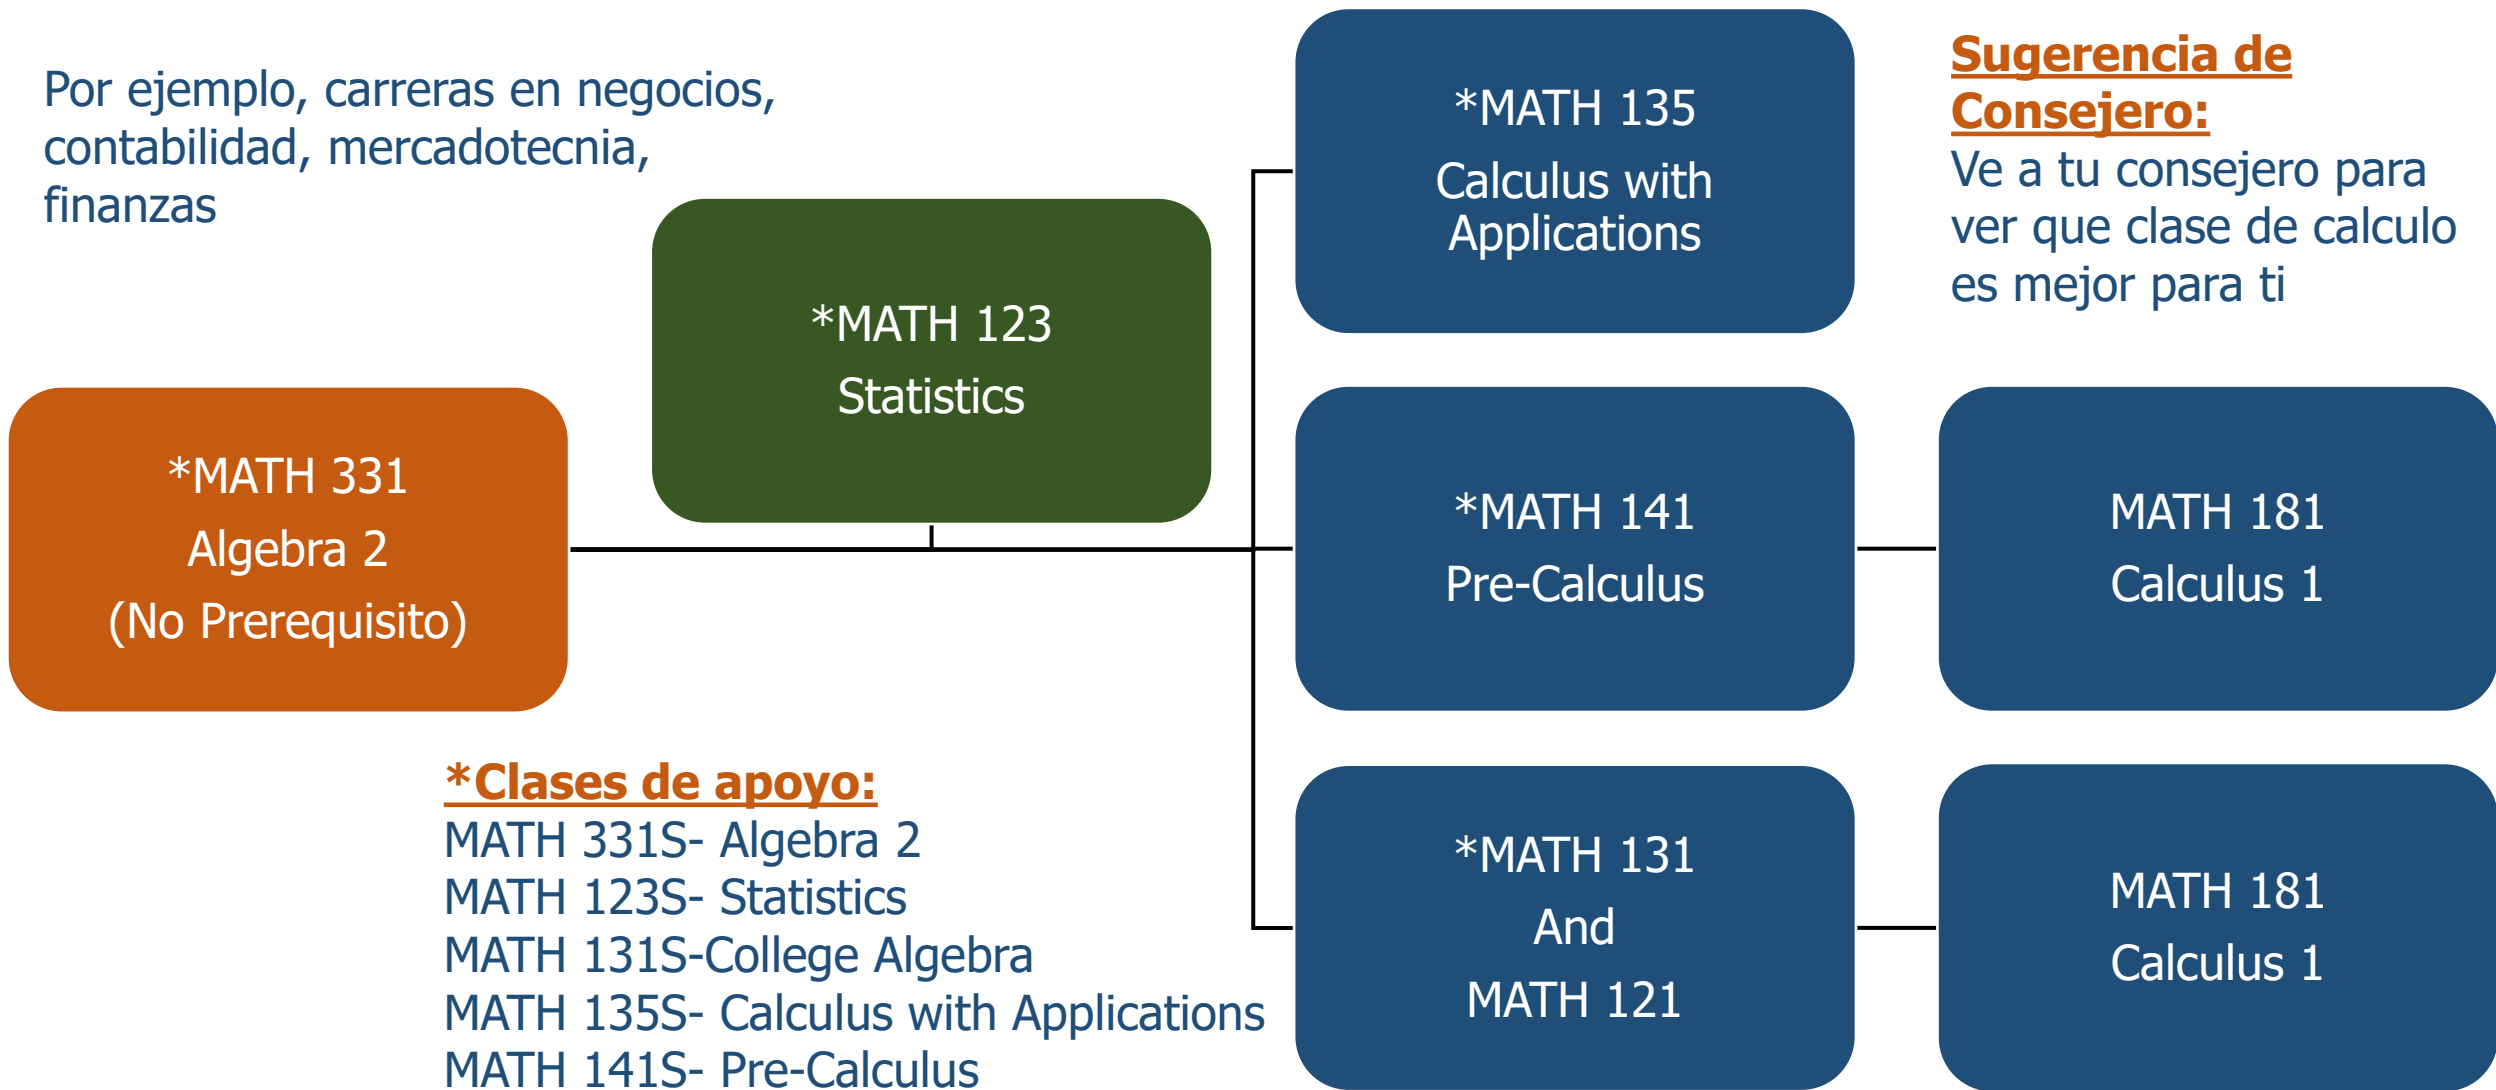 Por ejemplo, carreras en negocios,
contabilidad, mercadotecnia,
finanzas
*MATH 331
Algebra 2
(No Prerequisito)
*MATH 123
Statistics
*MATH 135
Calculus with
Applications
Sugerencia de
Consejero:
Ve a tu consejero para
ver que clase de calculo
es mejor para ti
*MATH 141
Pre-Calculus
MATH 181
Calculus 1
*MATH 131
And
MATH 121
MATH 181
Calculus 1
*Clases de apoyo:
MATH 331S- Algebra 2
MATH 123S- Statistics
MATH 131S-College Algebra
MATH 135S- Calculus with Applications
MATH 141S- Pre-Calculus